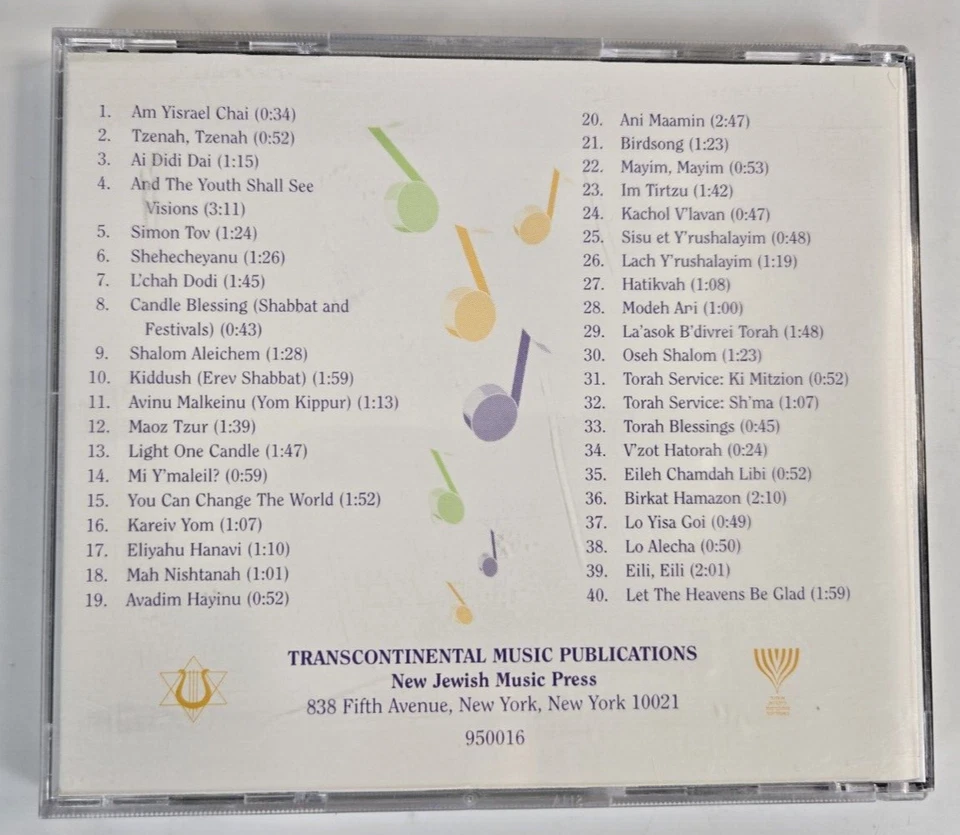 1. Am Yisrael Chai (0:34)
2. Tzenah, Tzenah (0:52)
3. Ai Didi Dai (1:15)
4. And The Youth Shall See
Visions (3:11)
5. Simon Tov (1:24)
6. Shehecheyanu (1:26)
7. L'chah Dodi (1:45)
8. Candle Blessing (Shabbat and
Festivals) (0:43)
9. Shalom Aleichem (1:28)
10. Kiddush (Erev Shabbat) (1:59)
11. Avinu Malkeinu (Yom Kippur) (1:13)
12. Maoz Tzur (1:39)
13. Light One Candle (1:47)
14. Mi Y'maleil? (0:59)
15. You Can Change The World (1:52)
16. Kareiv Yom (1:07)
17. Eliyahu Hanavi (1:10)
18. Mah Nishtanah (1:01)
19. Avadim Hayinu (0:52)
20. Ani Maamin (2:47)
21. Birdsong (1:23)
22. Mayim, Mayim (0:53)
23. Im Tirtzu (1:42)
24. Kachol V'lavan (0:47)
25. Sisu et Y'rushalayim (0:48)
26. Lach Y'rushalayim (1:19)
27. Hatikvah (1:08)
28. Modeh Ani (1:00)
29. La'asok B'divrei Torah (1:48)
30. Oseh Shalom (1:23)
31. Torah Service: Ki Mitzion (0:52)
32. Torah Service: Sh'ma (1:07)
33. Torah Blessings (0:45)
34. V'zot Hatorah (0:24)
35. Eileh Chamdah Libi (0:52)
36. Birkat Hamazon (2:10)
37. Lo Yisa Goi (0:49)
38. Lo Alecha (0:50)
39. Eili, Eili (2:01)
40. Let The Heavens Be Glad (1:59)
TRANSCONTINENTAL MUSIC PUBLICATIONS
New Jewish Music Press
838 Fifth Avenue, New York, New York 10021
950016